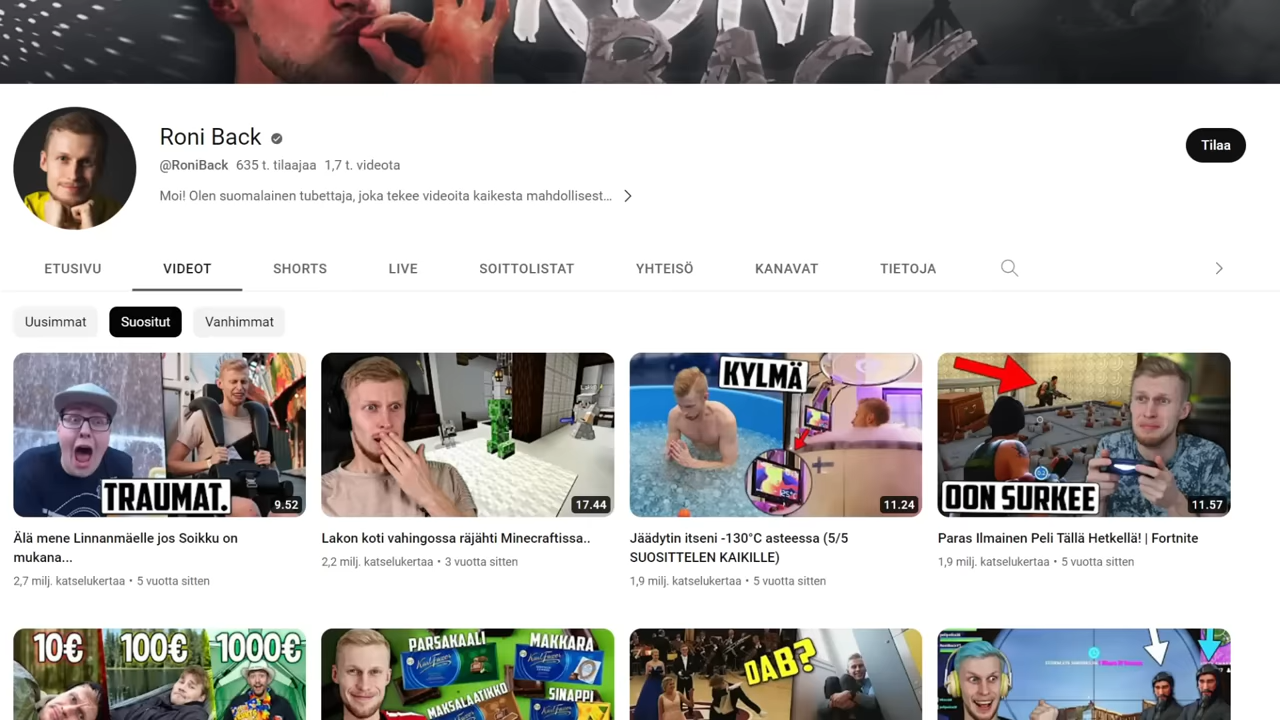 RONI
BACK
Roni Back
@RoniBack 635 t. tilaajaa 1,7 t. videota
Moi! Olen suomalainen tubettaja, joka tekee videoita kaikesta mahdollisest...
Tilaa
ETUSIVU VIDEOT SHORTS LIVE SOITTOLISTAT YHTEISÖ KANAVAT TIETOJA
Uusimmat Suositut Vanhimmat
TRAUMAT.
9.52
17.44
KYLMÄ
11.24
OON SURKEE
11.57
Älä mene Linnanmäelle jos Soikku on
mukana...
2,7 milj. katselukertaa • 5 vuotta sitten
Lakon koti vahingossa räjähti Minecraftissa..
2,2 milj. katselukertaa • 3 vuotta sitten
Jäädytin itseni -130°C asteessa (5/5
SUOSITTELEN KAIKILLE)
1,9 milj. katselukertaa • 5 vuotta sitten
Paras Ilmainen Peli Tällä Hetkellä! | Fortnite
1,9 milj. katselukertaa • 5 vuotta sitten
10€ 100€ 1000€
PARSAKAALI
MAKKARA
MAKSALAATIKKO
SINAPPI
DAB?